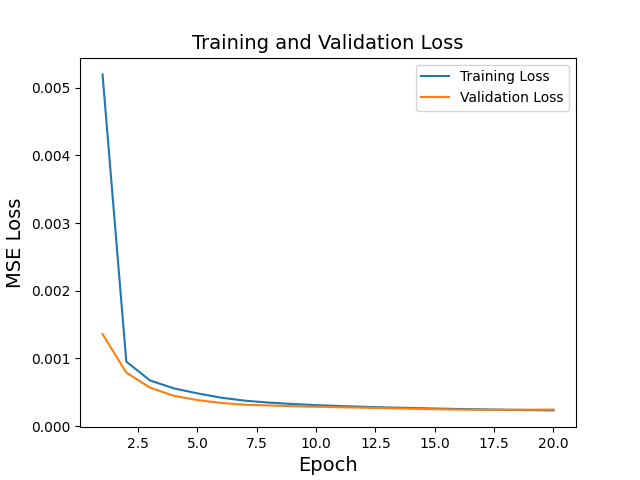 Training and Validation Loss
Training Loss
Validation Loss
0.005
0.004
0.003
0.002
0.001
0.000
MSE Loss
2.5 5.0 7.5 10.0 12.5 15.0 17.5 20.0
Epoch